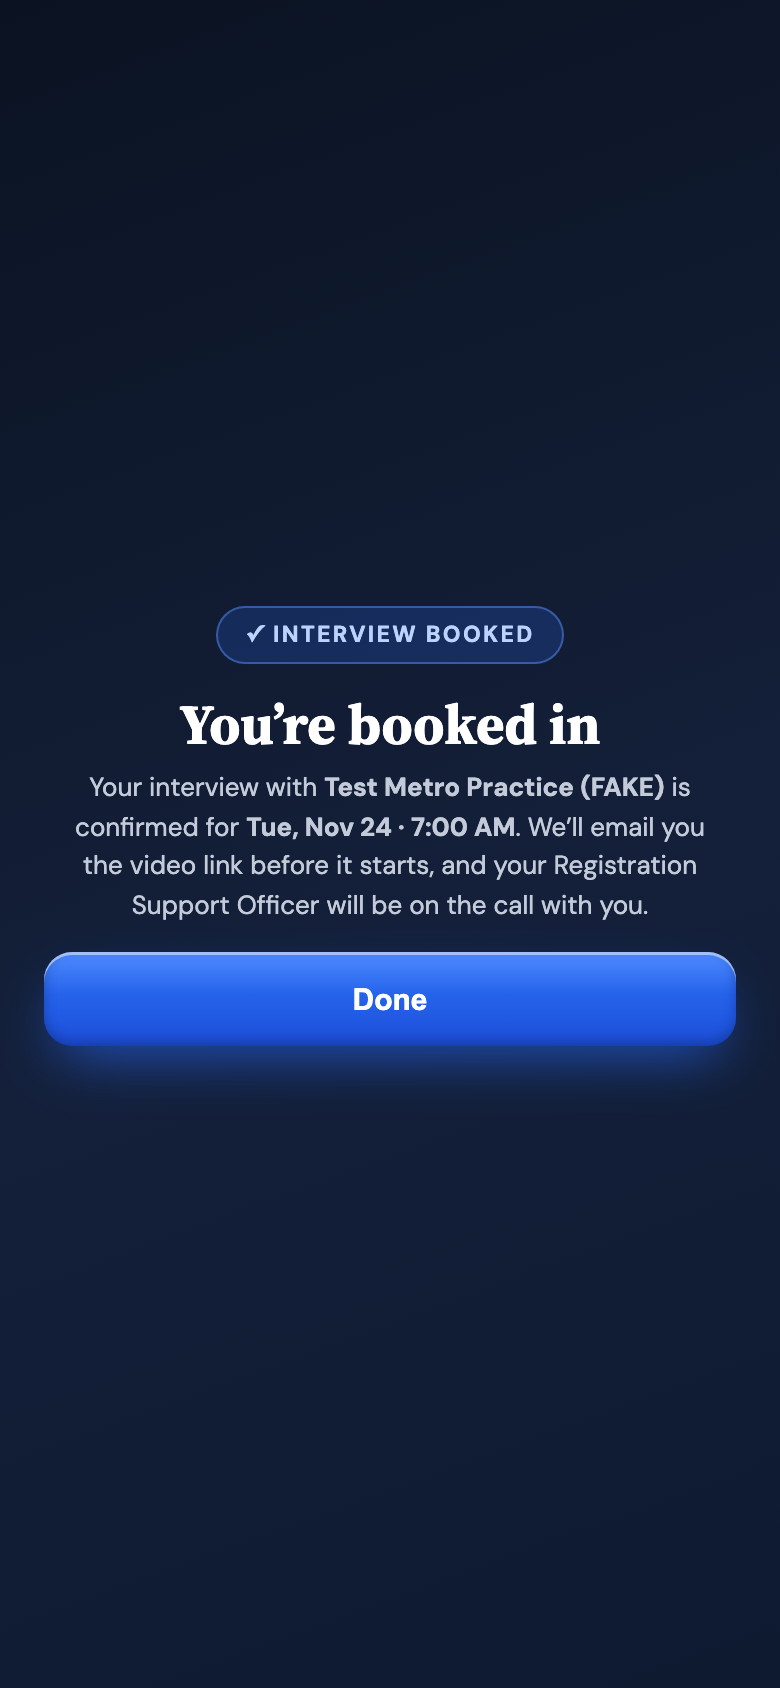 ✓ INTERVIEW BOOKED
You’re booked in
Your interview with Test Metro Practice (FAKE) is
confirmed for Tue, Nov 24 · 7:00 AM. We’ll email you
the video link before it starts, and your Registration
Support Officer will be on the call with you.
Done